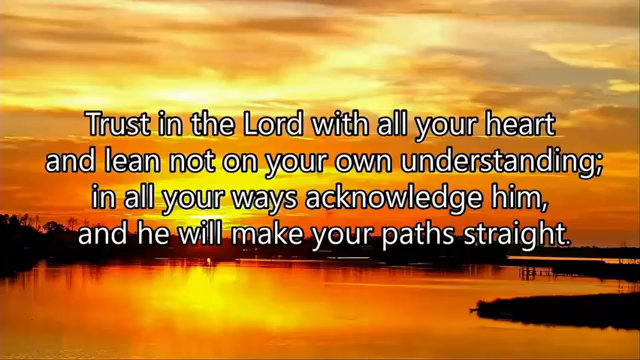 Trust in the Lord with all your heart
and lean not on your own understanding;
in all your ways acknowledge him,
and he will make your paths straight.